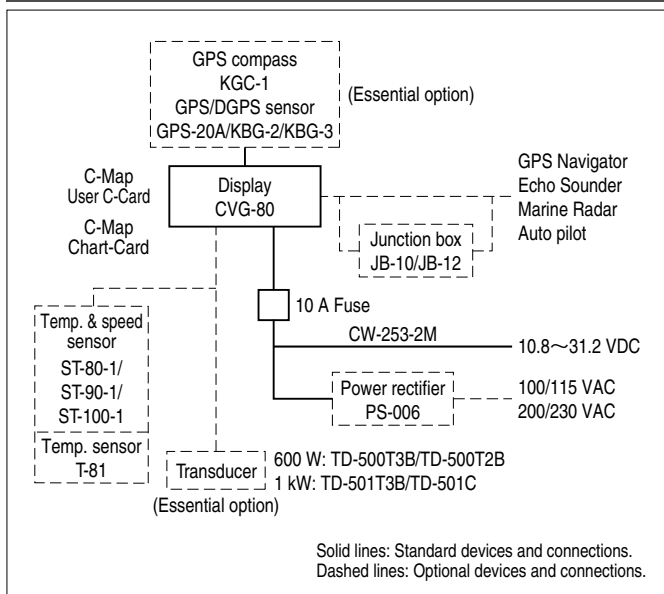 GPS compass
KGC-1
GPS/DGPS sensor
GPS-20A/KBG-2/KBG-3
(Essential option)
C-Map
User C-Card
C-Map
Chart-Card
Display
CVG-80
GPS Navigator
Echo Sounder
Marine Radar
Auto pilot
Junction box
JB-10/JB-12
10 A Fuse
CW-253-2M
10.8～31.2 VDC
Power rectifier
PS-006
100/115 VAC
200/230 VAC
Temp. & speed
sensor
ST-80-1/
ST-90-1/
ST-100-1
Temp. sensor
T-81
Transducer
(Essential option)
600 W: TD-500T3B/TD-500T2B
1 kW: TD-501T3B/TD-501C
Solid lines: Standard devices and connections.
Dashed lines: Optional devices and connections.